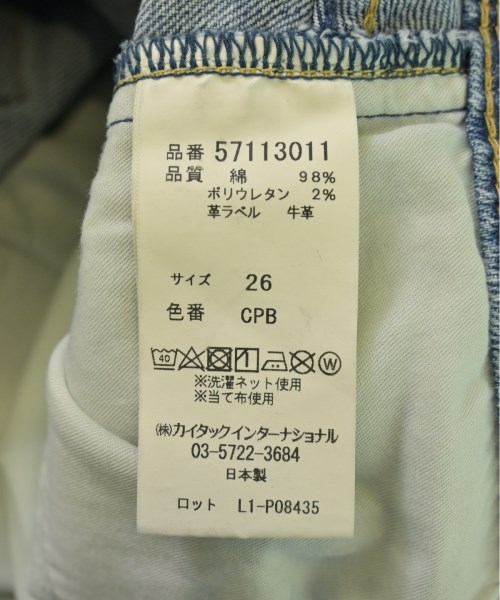 品番 57113011
品質 綿 98%
ポリウレタン 2%
革ラベル 牛革
サイズ 26
色番 CPB
40 W
※洗濯ネット使用
※当て布使用
㈱カイタックインターナショナル
03-5722-3684
日本製
ロット L1-P08435